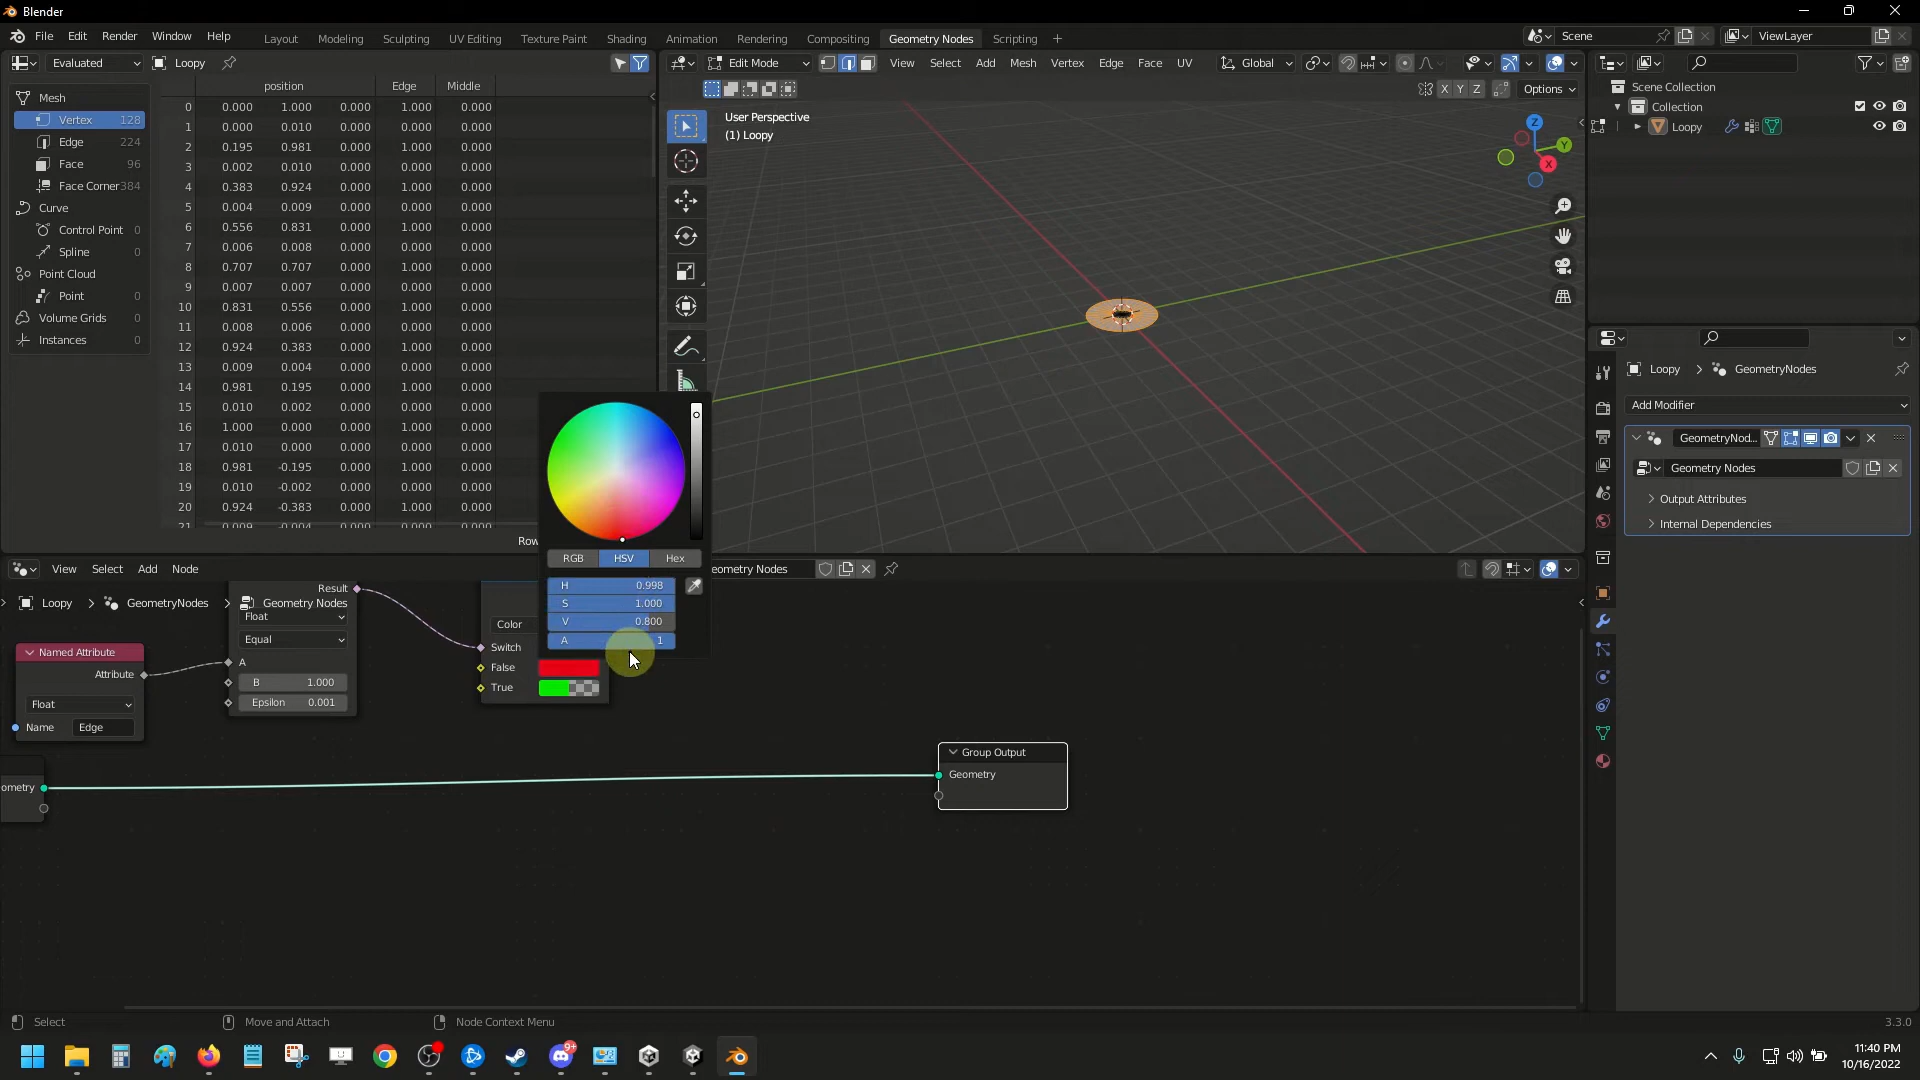 Blender
File Edit Render Window Help Layout Modeling Sculpting UV Editing Texture Paint Shading Animation Rendering Compositing Geometry Nodes Scripting + Scene ViewLayer
Evaluated Loopy
Edit Mode View Select Add Mesh Vertex Edge Face UV Global
X Y Z Options
position Edge Middle
Mesh
Vertex 128
Edge 224
Face 96
Face Corner 384
Curve
Control Point 0
Spline 0
Point Cloud
Point 0
Volume Grids 0
Instances 0
0 0.000 1.000 0.000 1.000 0.000
1 0.000 0.010 0.000 0.000 0.000
2 0.195 0.981 0.000 1.000 0.000
3 0.002 0.010 0.000 0.000 0.000
4 0.383 0.924 0.000 1.000 0.000
5 0.004 0.009 0.000 0.000 0.000
6 0.556 0.831 0.000 1.000 0.000
7 0.006 0.008 0.000 0.000 0.000
8 0.707 0.707 0.000 1.000 0.000
9 0.007 0.007 0.000 0.000 0.000
10 0.831 0.556 0.000 1.000 0.000
11 0.008 0.006 0.000 0.000 0.000
12 0.924 0.383 0.000 1.000 0.000
13 0.009 0.004 0.000 0.000 0.000
14 0.981 0.195 0.000 1.000 0.000
15 0.010 0.002 0.000 0.000 0.000
16 1.000 0.000 0.000 1.000 0.000
17 0.010 0.000 0.000 0.000 0.000
18 0.981 -0.195 0.000 1.000 0.000
19 0.010 -0.002 0.000 0.000 0.000
20 0.924 -0.383 0.000 1.000 0.000
21 0.009 -0.004 0.000 0.000 0.000
User Perspective
(1) Loopy
Z
Y
X
Scene Collection
Collection
Loopy
Loopy > GeometryNodes
Add Modifier
GeometryNod...
Geometry Nodes
> Output Attributes
> Internal Dependencies
RGB HSV Hex
H 0.998
S 1.000
V 0.800
A 1
View Select Add Node eometry Nodes
Loopy > GeometryNodes > Geometry Nodes
Result
Float
Equal
A
B 1.000
Epsilon 0.001
Named Attribute
Attribute
Float
Name Edge
Color
Switch
False
True
ometry
Group Output
Geometry
Select Move and Attach Node Context Menu 3.3.0
9+
11:40 PM
10/16/2022